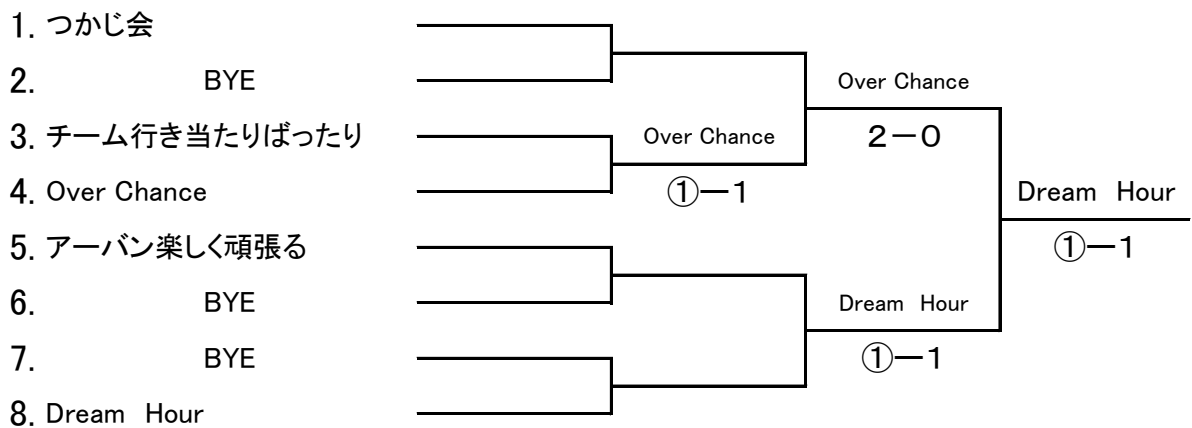 1. つかじ会
2. BYE
Over Chance
3. チーム行き当たりばったり
Over Chance
2-0
4. Over Chance
①-1
Dream Hour
5. アーバン楽しく頑張る
①-1
6. BYE
Dream Hour
7. BYE
①-1
8. Dream Hour